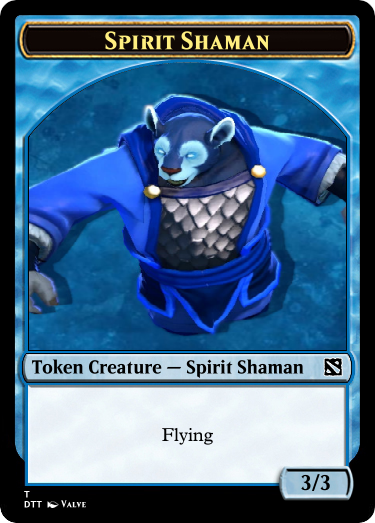 Spirit Shaman
Token Creature — Spirit Shaman
Flying
3/3
T
DTT Valve